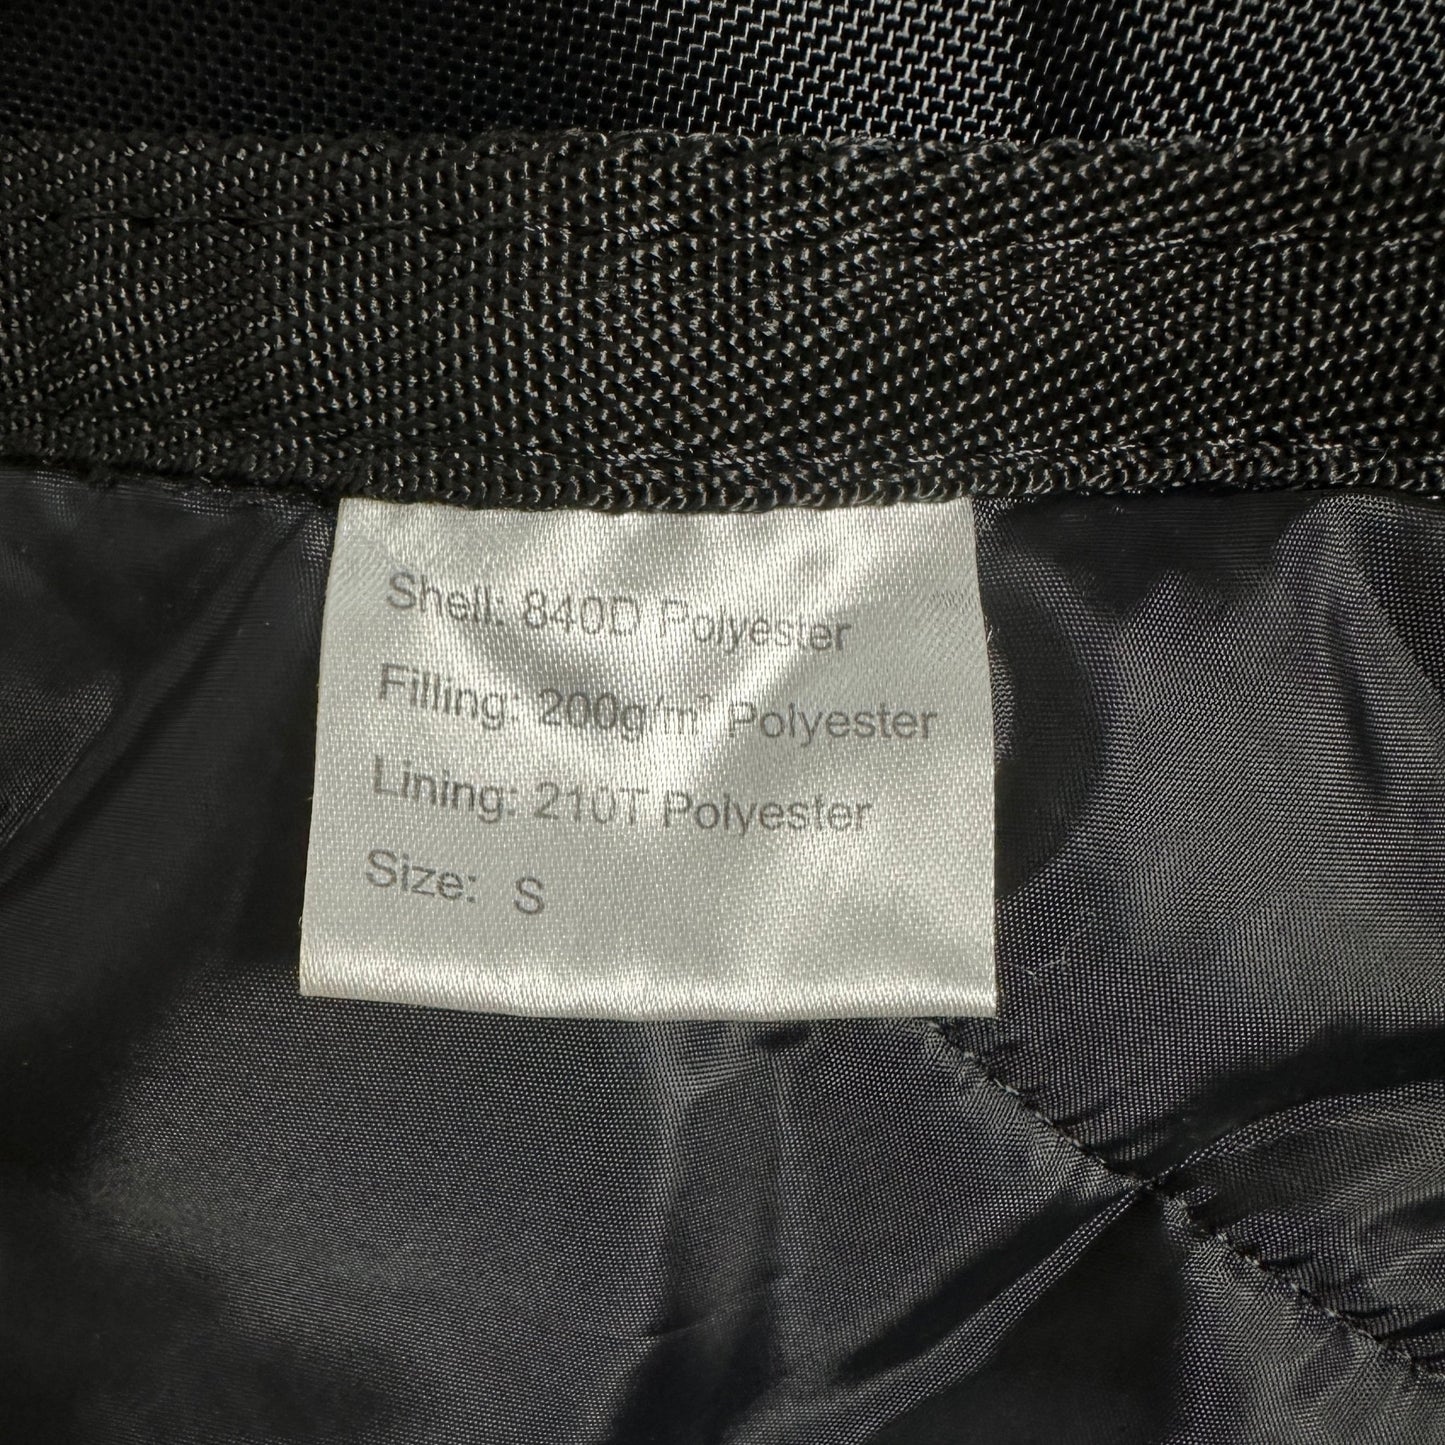 Shell: 840D Polyester
Filling: 200g/m² Polyester
Lining: 210T Polyester
Size: S